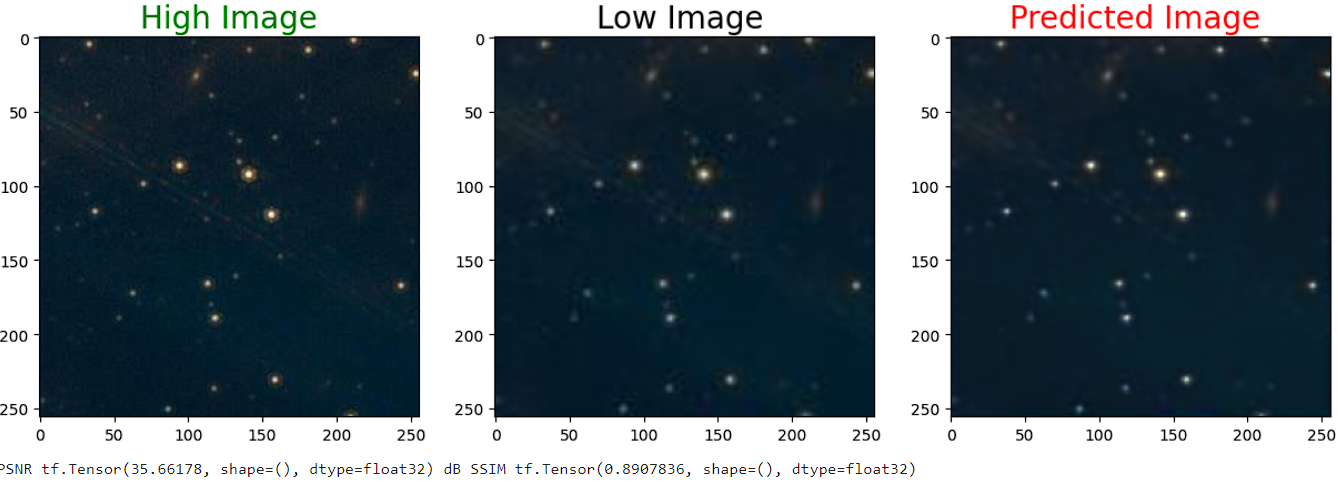 High Image Low Image Predicted Image
0 0 0
50 50 50
100 100 100
150 150 150
200 200 200
250 250 250
0 50 100 150 200 250 0 50 100 150 200 250 0 50 100 150 200 250
PSNR tf.Tensor(35.66178, shape=(), dtype=float32) dB SSIM tf.Tensor(0.8907836, shape=(), dtype=float32)